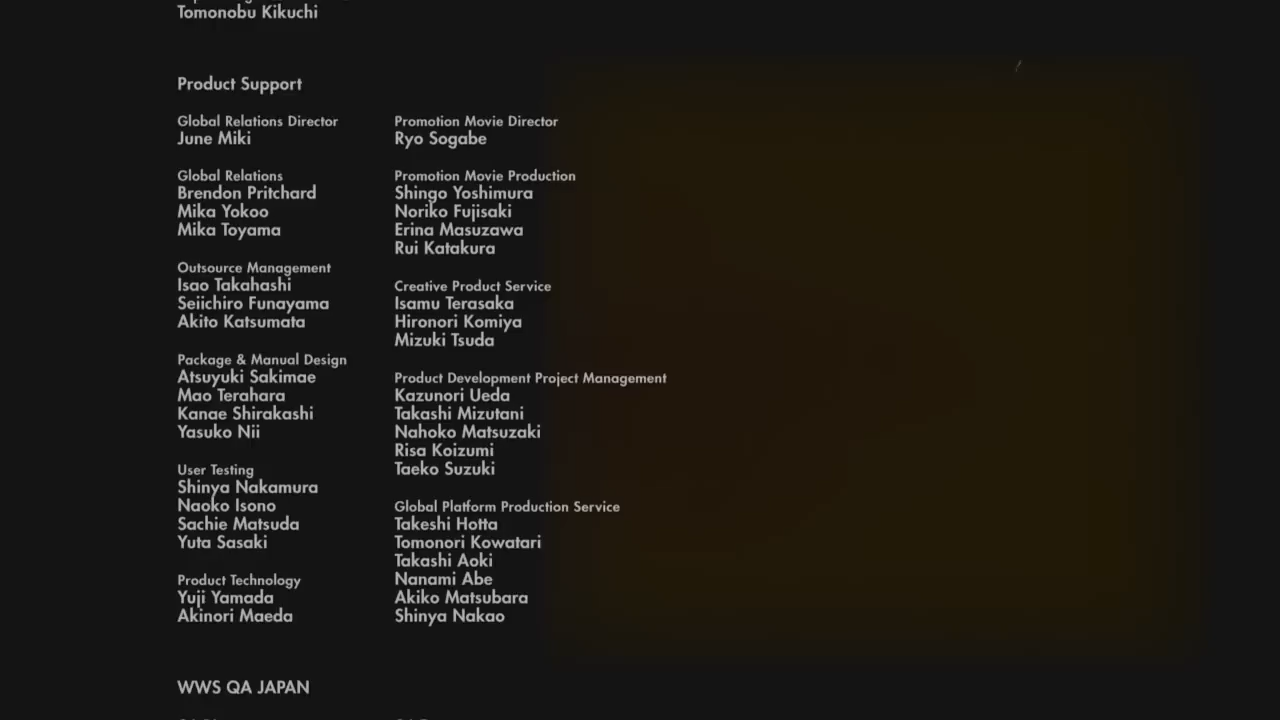 Tomonobu Kikuchi
Product Support
Global Relations Director
June Miki
Global Relations
Brendon Pritchard
Mika Yokoo
Mika Toyama
Outsource Management
Isao Takahashi
Seiichiro Funayama
Akito Katsumata
Package & Manual Design
Atsuyuki Sakimae
Mao Terahara
Kanae Shirakashi
Yasuko Nii
User Testing
Shinya Nakamura
Naoko Isono
Sachie Matsuda
Yuta Sasaki
Product Technology
Yuji Yamada
Akinori Maeda
Promotion Movie Director
Ryo Sogabe
Promotion Movie Production
Shingo Yoshimura
Noriko Fujisaki
Erina Masuzawa
Rui Katakura
Creative Product Service
Isamu Terasaka
Hironori Komiya
Mizuki Tsuda
Product Development Project Management
Kazunori Ueda
Takashi Mizutani
Nahoko Matsuzaki
Risa Koizumi
Taeko Suzuki
Global Platform Production Service
Takeshi Hotta
Tomonori Kowatari
Takashi Aoki
Nanami Abe
Akiko Matsubara
Shinya Nakao
WWS QA JAPAN